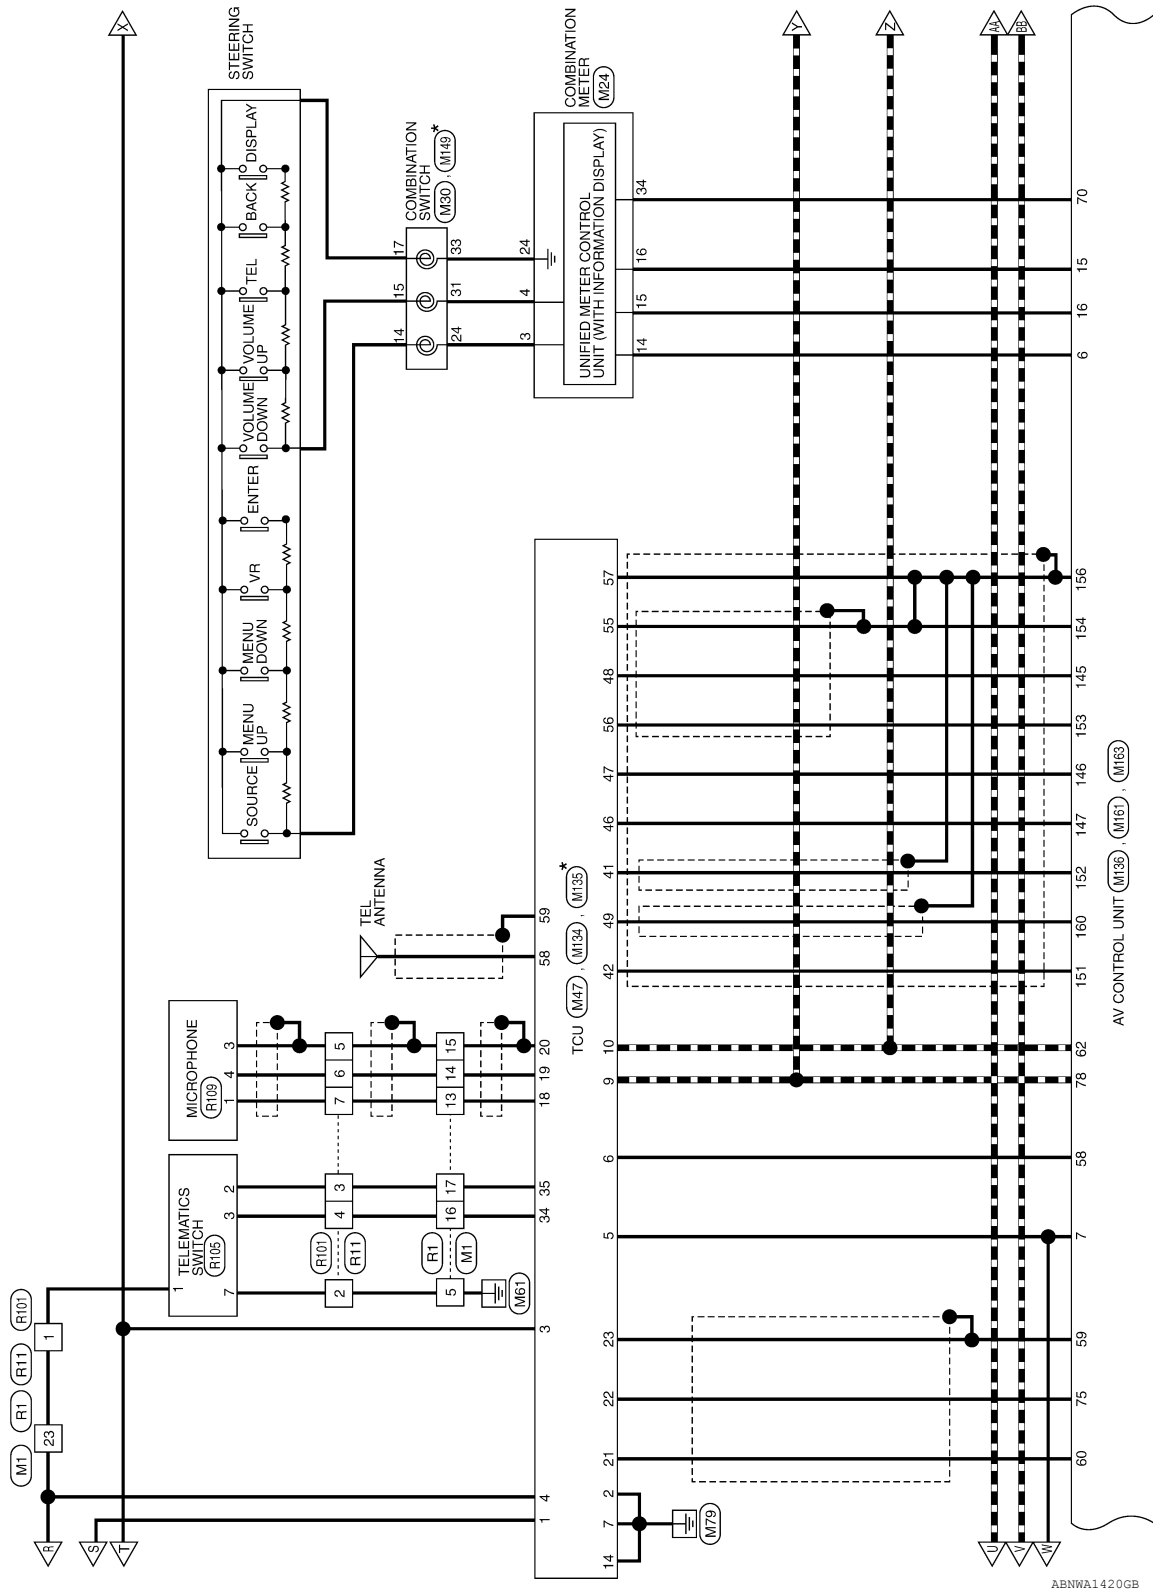 X
STEERING
SWITCH
SOURCE
MENU
UP
MENU
DOWN
VR
ENTER
VOLUME
DOWN
VOLUME
UP
TEL
BACK
DISPLAY
COMBINATION
SWITCH
M30 , M149 *
14 15 17
24 31 33
COMBINATION
METER
M24
3 4 24
UNIFIED METER CONTROL
UNIT (WITH INFORMATION DISPLAY)
14 15 16 34
6 16 15 70
Y
Z
AA
BB
TEL
ANTENNA
58 59
MICROPHONE
R109
1 4 3
7 6 5
13 14 15
18 19 20
TELEMATICS
SWITCH
R105
1
7 3 2
2 4 3
R101
R11
R1
M1
5 16 17
M61
34 35
M1
23
R1
R11
1
R101
R
S
T
1 4 3
TCU M47 , M134 , M135 *
14 7 2 21 22 23 5 6 9 10 42 49 41 46 47 56 48 55 57
M79
U
V
W
60 75 59 7 58 78 62 151 160 152 147 146 153 145 154 156
AV CONTROL UNIT M136 , M161 , M163
ABNWA1420GB